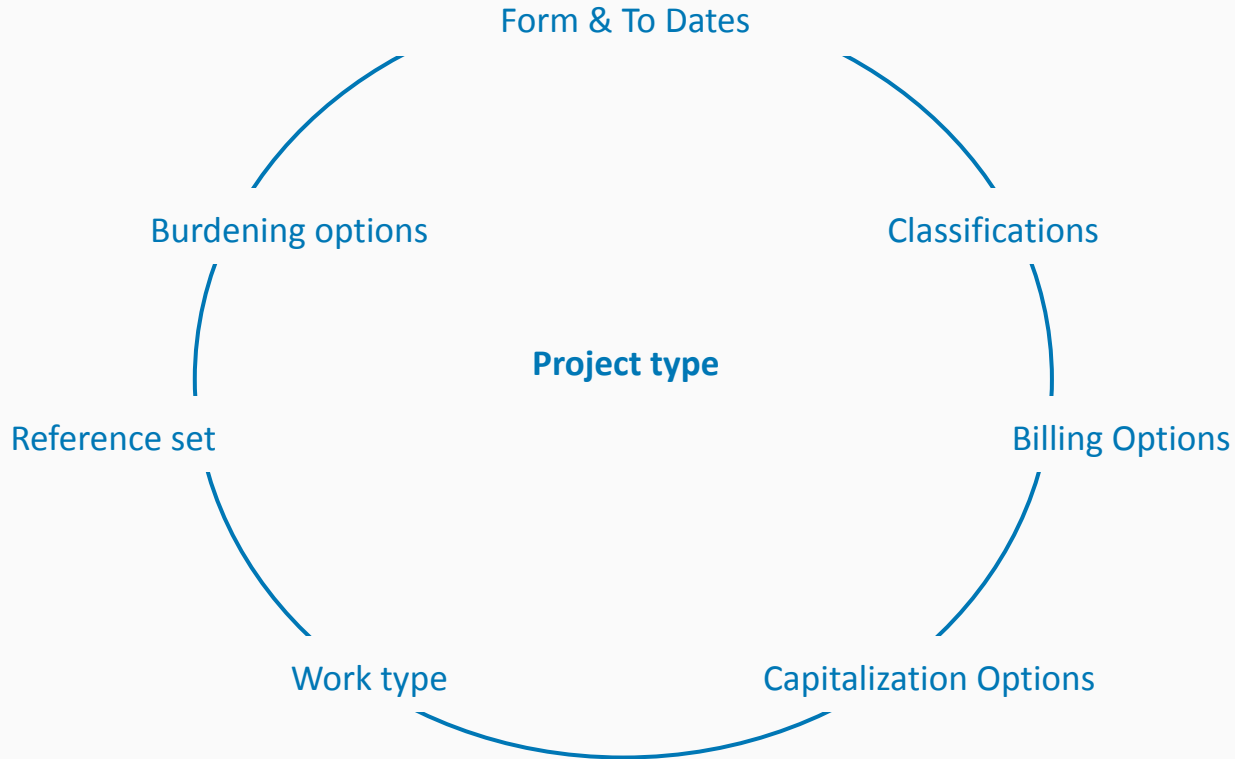 Form & To Dates
Burdening options
Classifications
Project type
Reference set
Billing Options
Work type
Capitalization Options